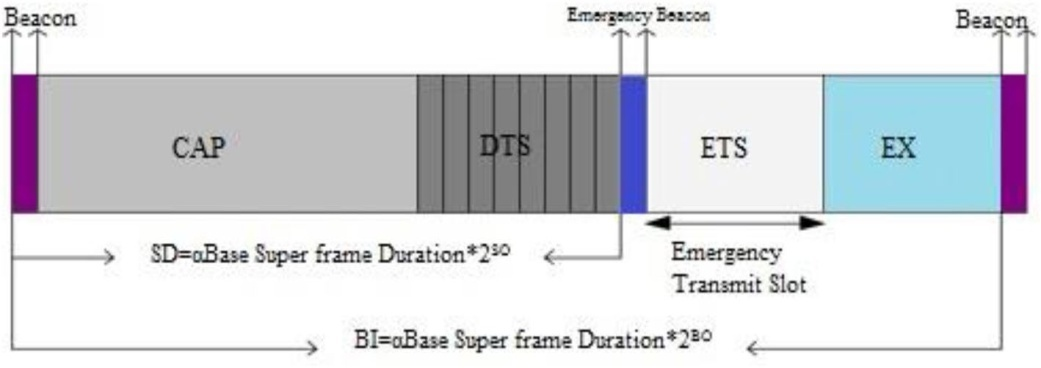 Beacon
Emergency Beacon
Beacon
CAP
DTS
ETS
EX
SD=αBase Super frame Duration*2ᔆᴼ
Emergency
Transmit Slot
BI=αBase Super frame Duration*2ᴮᴼ